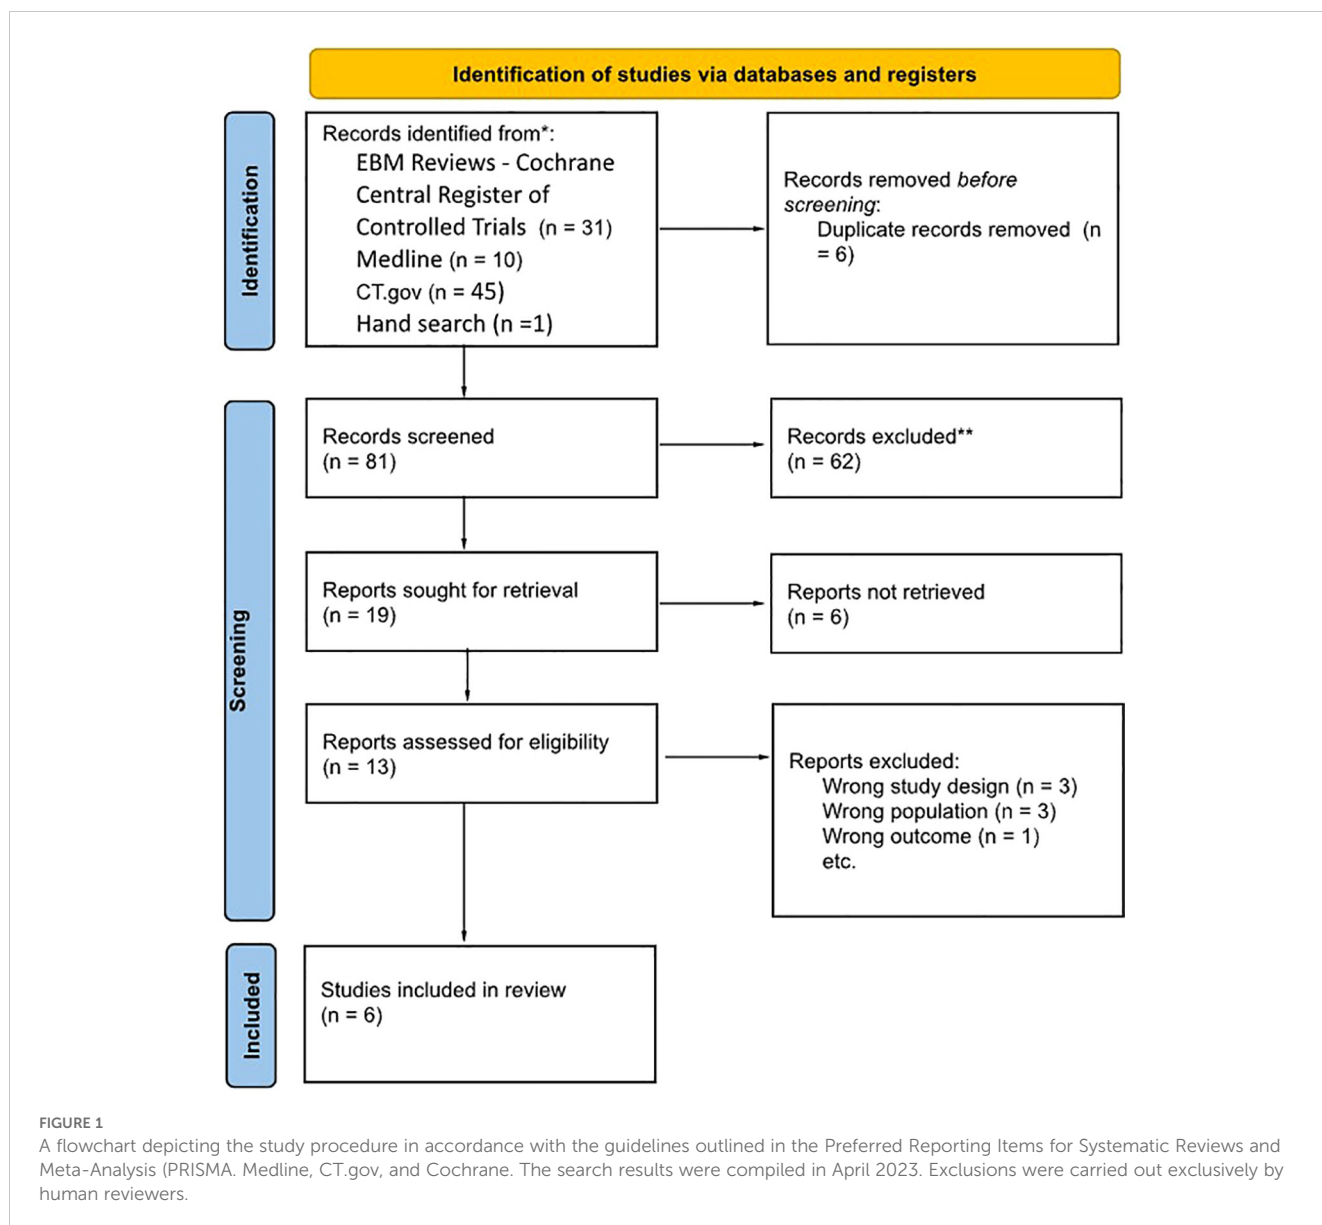 Identification of studies via databases and registers
Identification
Records identified from*:
EBM Reviews - Cochrane
Central Register of
Controlled Trials (n = 31)
Medline (n = 10)
CT.gov (n = 45)
Hand search (n =1)
Records removed before
screening:
Duplicate records removed (n
= 6)
Screening
Records screened
(n = 81)
Records excluded**
(n = 62)
Reports sought for retrieval
(n = 19)
Reports not retrieved
(n = 6)
Reports assessed for eligibility
(n = 13)
Reports excluded:
Wrong study design (n = 3)
Wrong population (n = 3)
Wrong outcome (n = 1)
etc.
Included
Studies included in review
(n = 6)
FIGURE 1
A flowchart depicting the study procedure in accordance with the guidelines outlined in the Preferred Reporting Items for Systematic Reviews and
Meta-Analysis (PRISMA. Medline, CT.gov, and Cochrane. The search results were compiled in April 2023. Exclusions were carried out exclusively by
human reviewers.